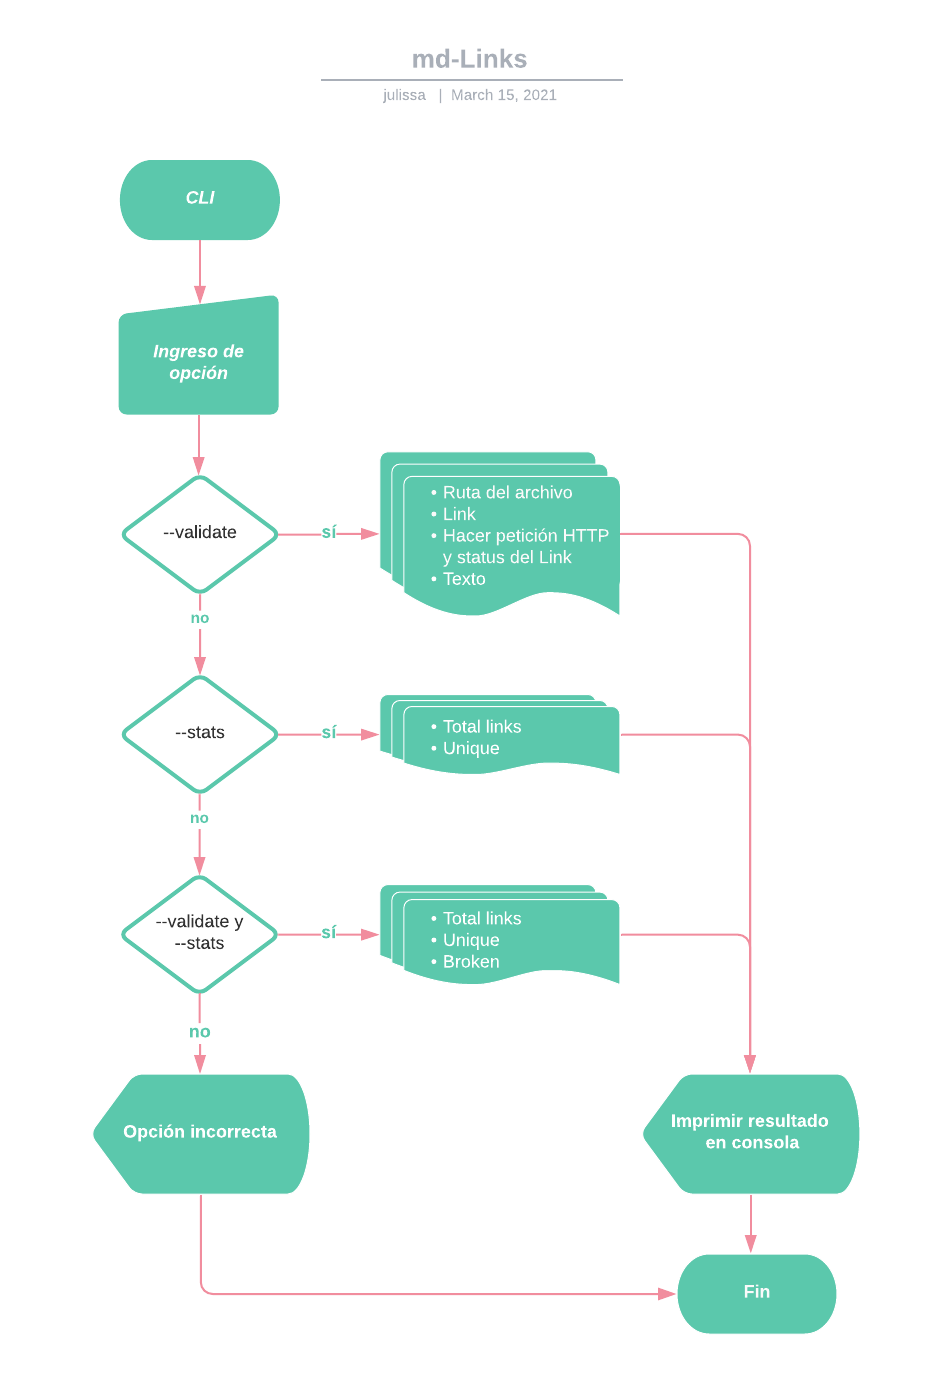 md-Links
julissa | March 15, 2021
CLI
Ingreso de
opción
--validate
sí
• Ruta del archivo
• Link
• Hacer petición HTTP
y status del Link
• Texto
no
--stats
sí
• Total links
• Unique
no
--validate y
--stats
sí
• Total links
• Unique
• Broken
no
Opción incorrecta
Imprimir resultado
en consola
Fin